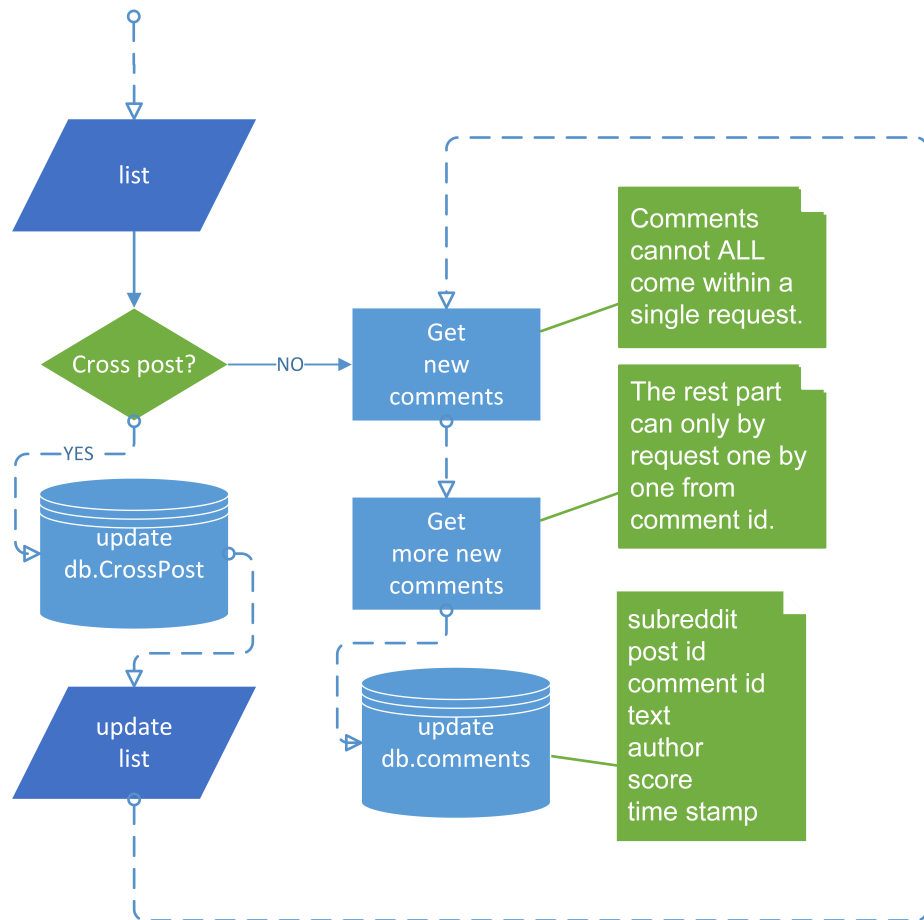 list
Cross post?
NO
YES
update
db.CrossPost
update
list
Get
new
comments
Get
more new
comments
update
db.comments
Comments
cannot ALL
come within a
single request.
The rest part
can only by
request one by
one from
comment id.
subreddit
post id
comment id
text
author
score
time stamp